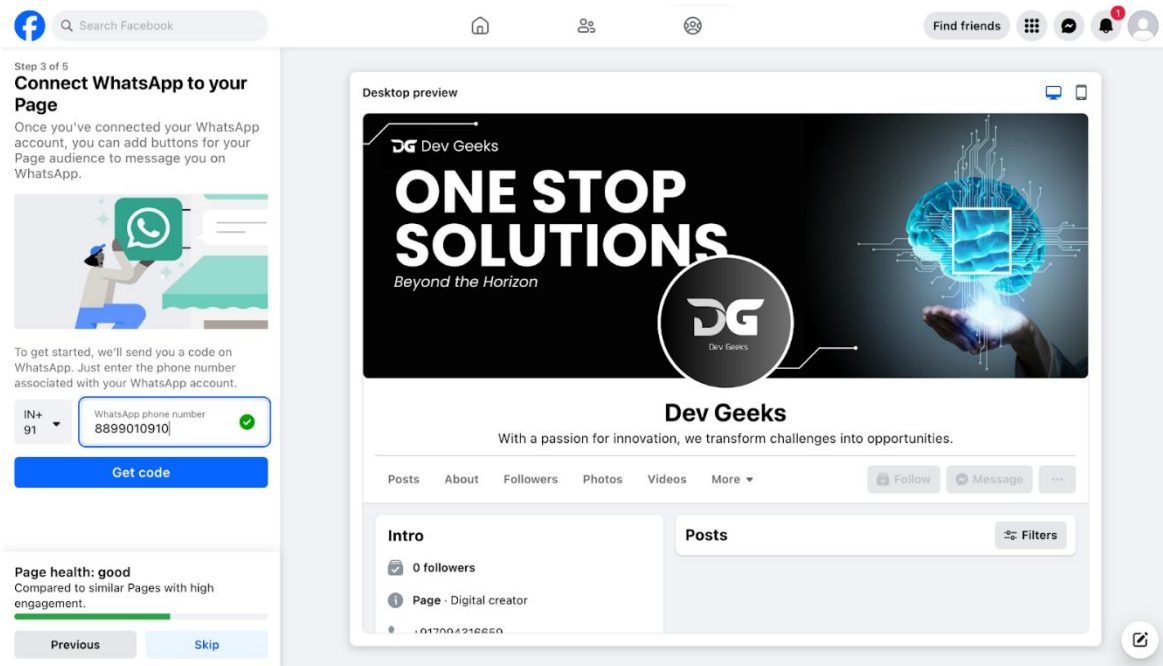 Search Facebook
Find friends
1
Step 3 of 5
Connect WhatsApp to your
Page
Once you've connected your WhatsApp
account, you can add buttons for your
Page audience to message you on
WhatsApp.
To get started, we'll send you a code on
WhatsApp. Just enter the phone number
associated with your WhatsApp account.
IN+
91
WhatsApp phone number
8899010910
Get code
Page health: good
Compared to similar Pages with high
engagement.
Previous
Skip
Desktop preview
DG Dev Geeks
ONE STOP
SOLUTIONS
Beyond the Horizon
DG
Dev Geeks
Dev Geeks
With a passion for innovation, we transform challenges into opportunities.
Posts
About
Followers
Photos
Videos
More
Follow
Message
Intro
0 followers
Page · Digital creator
+917094316659
Posts
Filters